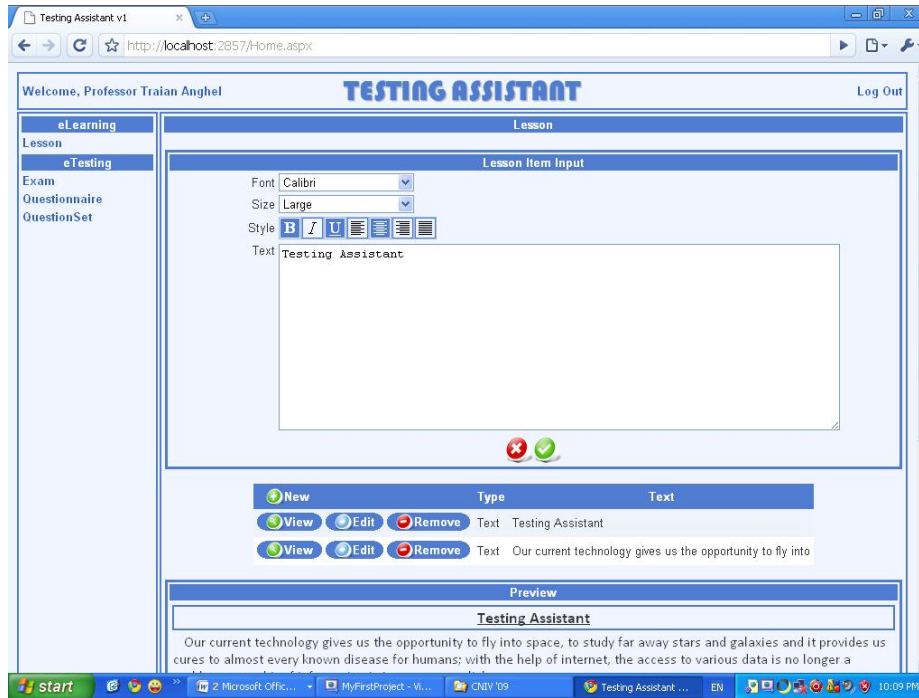 Testing Assistant v1
http://localhost:2857/Home.aspx
Welcome, Professor Traian Anghel
TESTING ASSISTANT
Log Out
eLearning
Lesson
eTesting
Exam
Questionnaire
QuestionSet
Lesson
Lesson Item Input
Font Calibri
Size Large
Style B I U
Text Testing Assistant
New Type Text
View Edit Remove Text Testing Assistant
View Edit Remove Text Our current technology gives us the opportunity to fly into
Preview
Testing Assistant
Our current technology gives us the opportunity to fly into space, to study far away stars and galaxies and it provides us
cures to almost every known disease for humans; with the help of internet, the access to various data is no longer a
start 2 Microsoft Offic... MyFirstProject - Vi... CNIV '09 Testing Assistant ... EN 10:09 PM